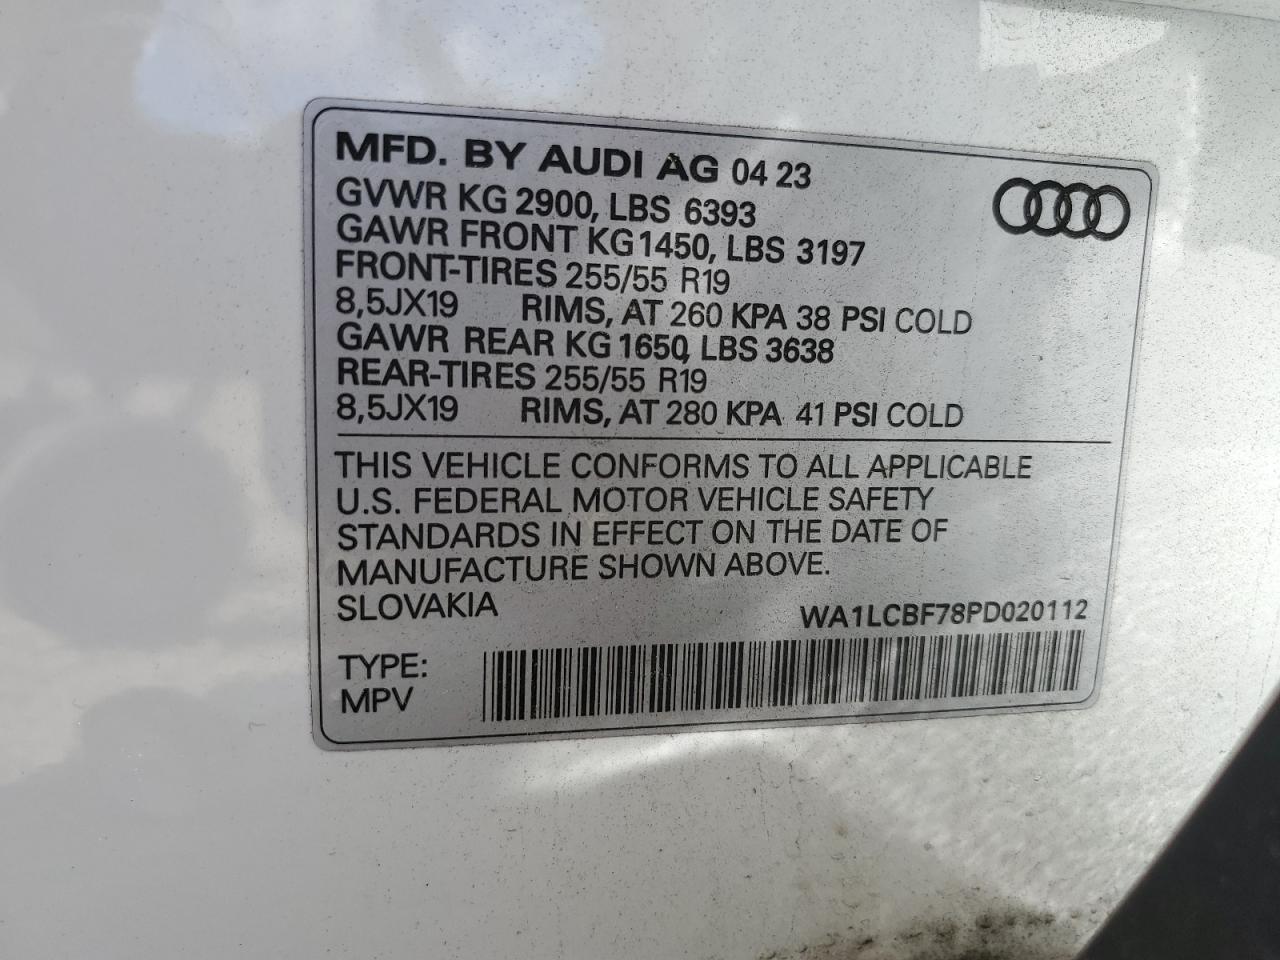 MFD. BY AUDI AG 04 23
GVWR KG 2900, LBS 6393
GAWR FRONT KG 1450, LBS 3197
FRONT-TIRES 255/55 R19
8,5JX19 RIMS, AT 260 KPA 38 PSI COLD
GAWR REAR KG 1650, LBS 3638
REAR-TIRES 255/55 R19
8,5JX19 RIMS, AT 280 KPA 41 PSI COLD
THIS VEHICLE CONFORMS TO ALL APPLICABLE
U.S. FEDERAL MOTOR VEHICLE SAFETY
STANDARDS IN EFFECT ON THE DATE OF
MANUFACTURE SHOWN ABOVE.
SLOVAKIA WA1LCBF78PD020112
TYPE:
MPV